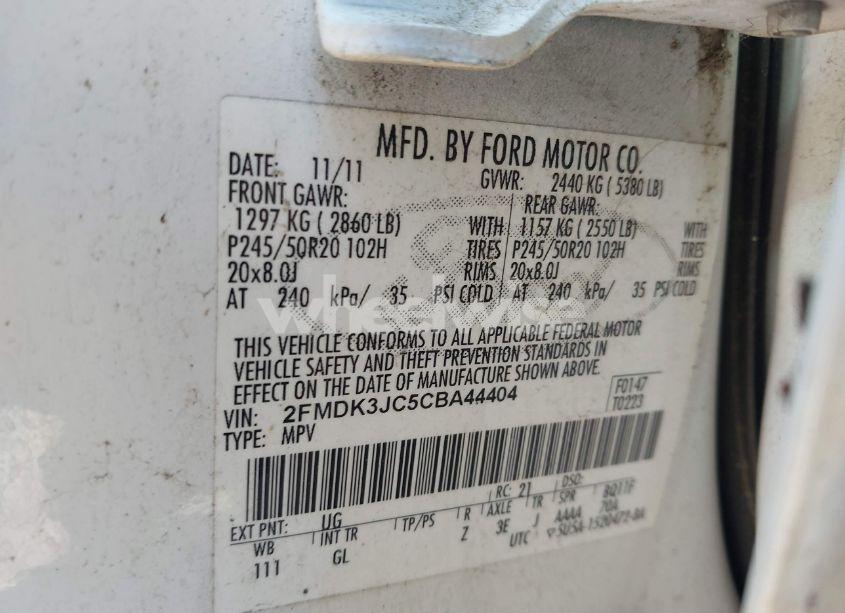 MFD. BY FORD MOTOR CO.
DATE: 11/11 GVWR: 2440 KG ( 5380 LB)
FRONT GAWR: REAR GAWR:
1297 KG ( 2860 LB) WITH 1157 KG ( 2550 LB) WITH
P245/50R20 102H TIRES P245/50R20 102H TIRES
20x8.0J RIMS 20x8.0J RIMS
AT 240 kPa/ 35 PSI COLD AT 240 kPa/ 35 PSI COLD
wheelwise
THIS VEHICLE CONFORMS TO ALL APPLICABLE FEDERAL MOTOR
VEHICLE SAFETY AND THEFT PREVENTION STANDARDS IN
EFFECT ON THE DATE OF MANUFACTURE SHOWN ABOVE.
VIN: 2FMDK3JC5CBA44404 F0147
TYPE: MPV T0223
EXT PNT: UG RC: 21 DSO:
WB INT TR TP/PS R AXLE TR SPR BQ11F
111 GL Z 3E J AAAA 70A
UTC ▽5USA-1520472-BA